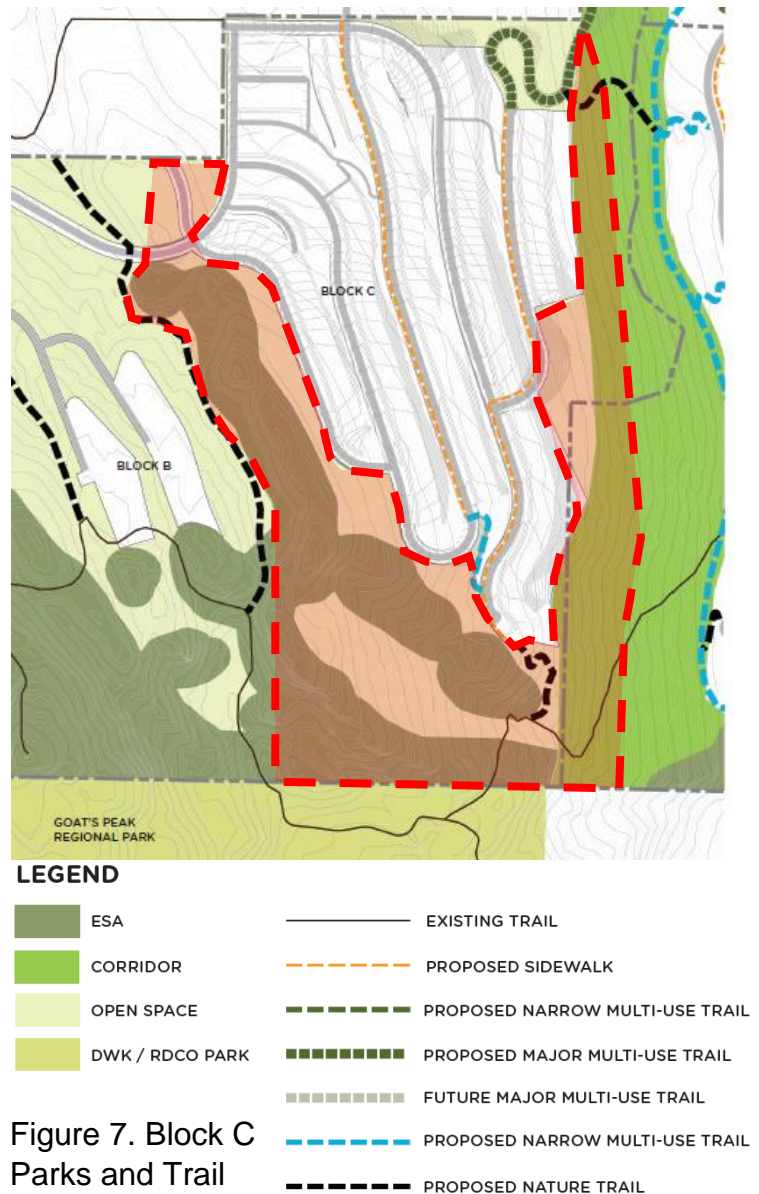 BLOCK C
BLOCK B
GOAT'S PEAK
REGIONAL PARK
LEGEND
ESA
CORRIDOR
OPEN SPACE
DWK / RDCO PARK
EXISTING TRAIL
PROPOSED SIDEWALK
PROPOSED NARROW MULTI-USE TRAIL
PROPOSED MAJOR MULTI-USE TRAIL
FUTURE MAJOR MULTI-USE TRAIL
PROPOSED NARROW MULTI-USE TRAIL
PROPOSED NATURE TRAIL
Figure 7. Block C
Parks and Trail